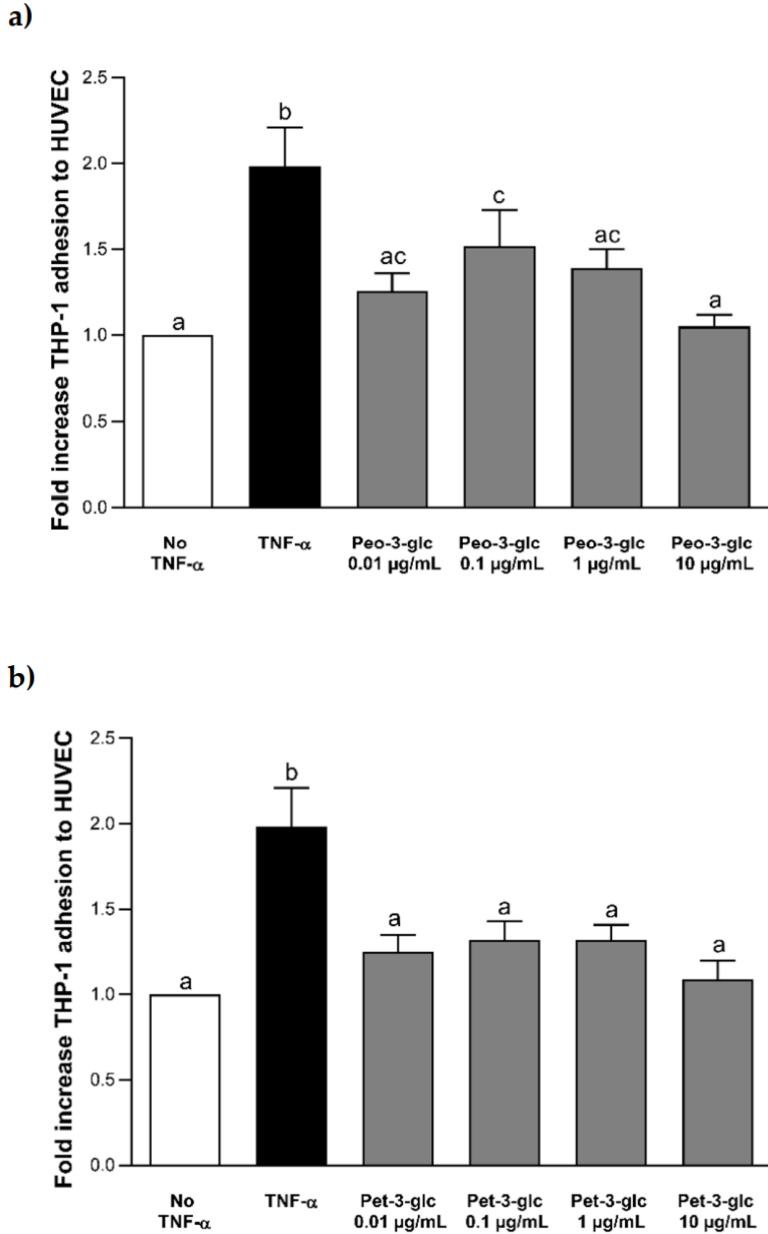 a)
Fold increase THP-1 adhesion to HUVEC
2.5
2.0
1.5
1.0
0.5
0.0
a
b
ac
c
ac
a
No
TNF-α
TNF-α
Peo-3-glc
0.01 µg/mL
Peo-3-glc
0.1 µg/mL
Peo-3-glc
1 µg/mL
Peo-3-glc
10 µg/mL
b)
Fold increase THP-1 adhesion to HUVEC
2.5
2.0
1.5
1.0
0.5
0.0
a
b
a
a
a
a
No
TNF-α
TNF-α
Pet-3-glc
0.01 µg/mL
Pet-3-glc
0.1 µg/mL
Pet-3-glc
1 µg/mL
Pet-3-glc
10 µg/mL